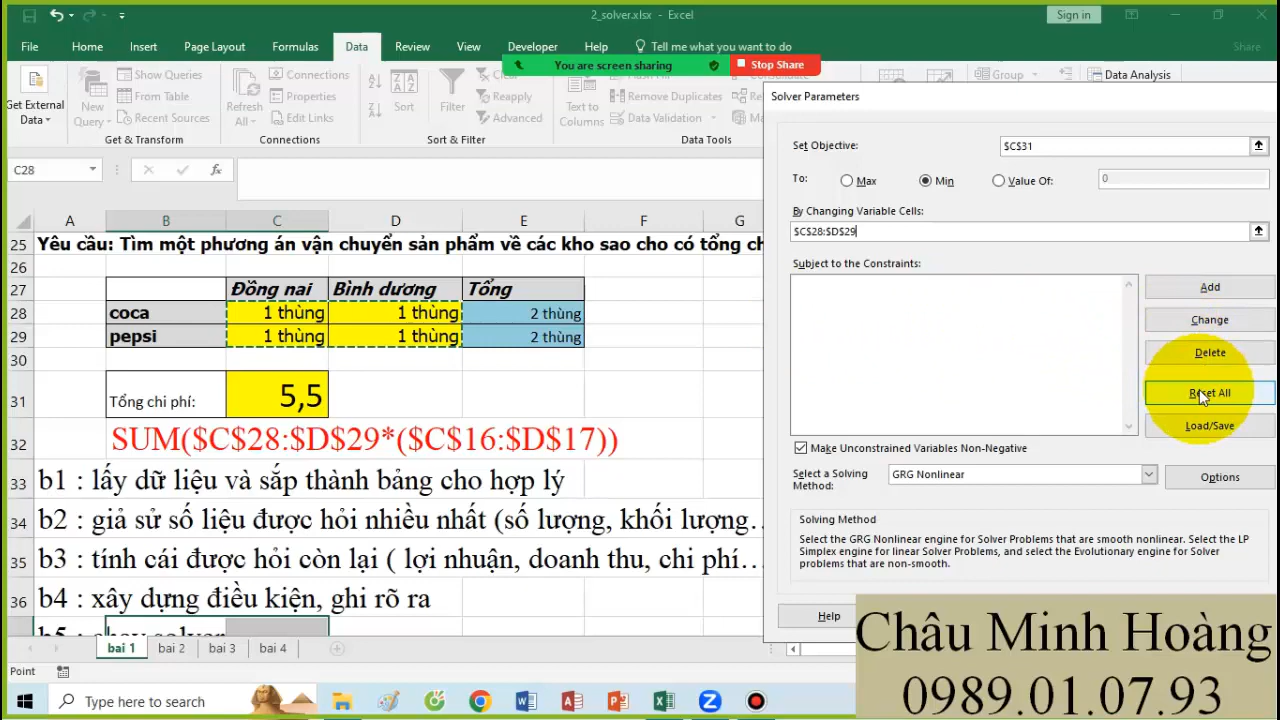 2_solver.xlsx - Excel
Sign in
File Home Insert Page Layout Formulas Data Review View Developer Help Tell me what you want to do Share
You are screen sharing Stop Share
Get External Data
New Query
Show Queries
From Table
Recent Sources
Get & Transform
Refresh All
Connections
Properties
Edit Links
Connections
Sort
Filter
Clear
Reapply
Advanced
Sort & Filter
Text to Columns
Remove Duplicates
Data Validation
Data Tools
Group
Data Analysis
C28
fx
A B C D E F G
25 Yêu cầu: Tìm một phương án vận chuyển sản phẩm về các kho sao cho có tổng ch
26
27 Đồng nai Bình dương Tổng
28 coca 1 thùng 1 thùng 2 thùng
29 pepsi 1 thùng 1 thùng 2 thùng
30
31 Tổng chi phí: 5,5
32 SUM($C$28:$D$29*($C$16:$D$17))
33 b1 : lấy dữ liệu và sắp thành bảng cho hợp lý
34 b2 : giả sử số liệu được hỏi nhiều nhất (số lượng, khối lượng…
35 b3 : tính cái được hỏi còn lại ( lợi nhuận, doanh thu, chi phí…
36 b4 : xây dựng điều kiện, ghi rõ ra
b5 : chạy solver
bai 1 bai 2 bai 3 bai 4
Point
Type here to search
Solver Parameters
Set Objective: $C$31
To: Max Min Value Of: 0
By Changing Variable Cells:
$C$28:$D$29
Subject to the Constraints:
Add
Change
Delete
Reset All
Load/Save
Make Unconstrained Variables Non-Negative
Select a Solving Method: GRG Nonlinear
Options
Solving Method
Select the GRG Nonlinear engine for Solver Problems that are smooth nonlinear. Select the LP
Simplex engine for linear Solver Problems, and select the Evolutionary engine for Solver
problems that are non-smooth.
Help
Châu Minh Hoàng
0989.01.07.93